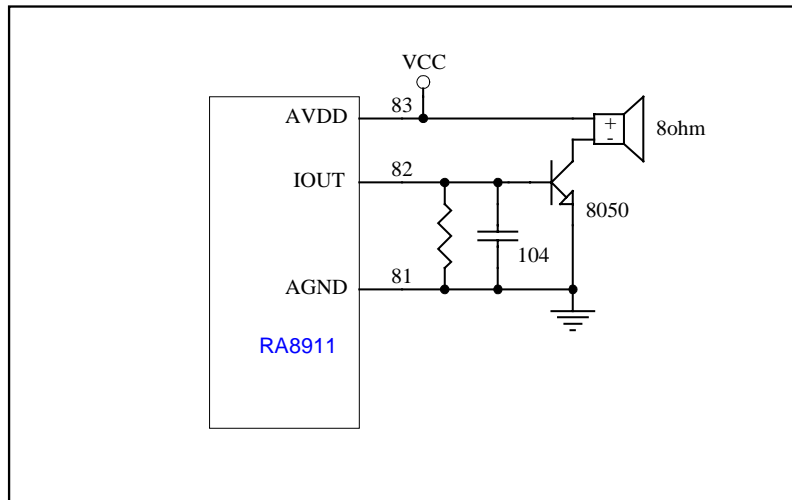 VCC
AVDD
83
+
-
8ohm
IOUT
82
8050
104
AGND
81
RA8911